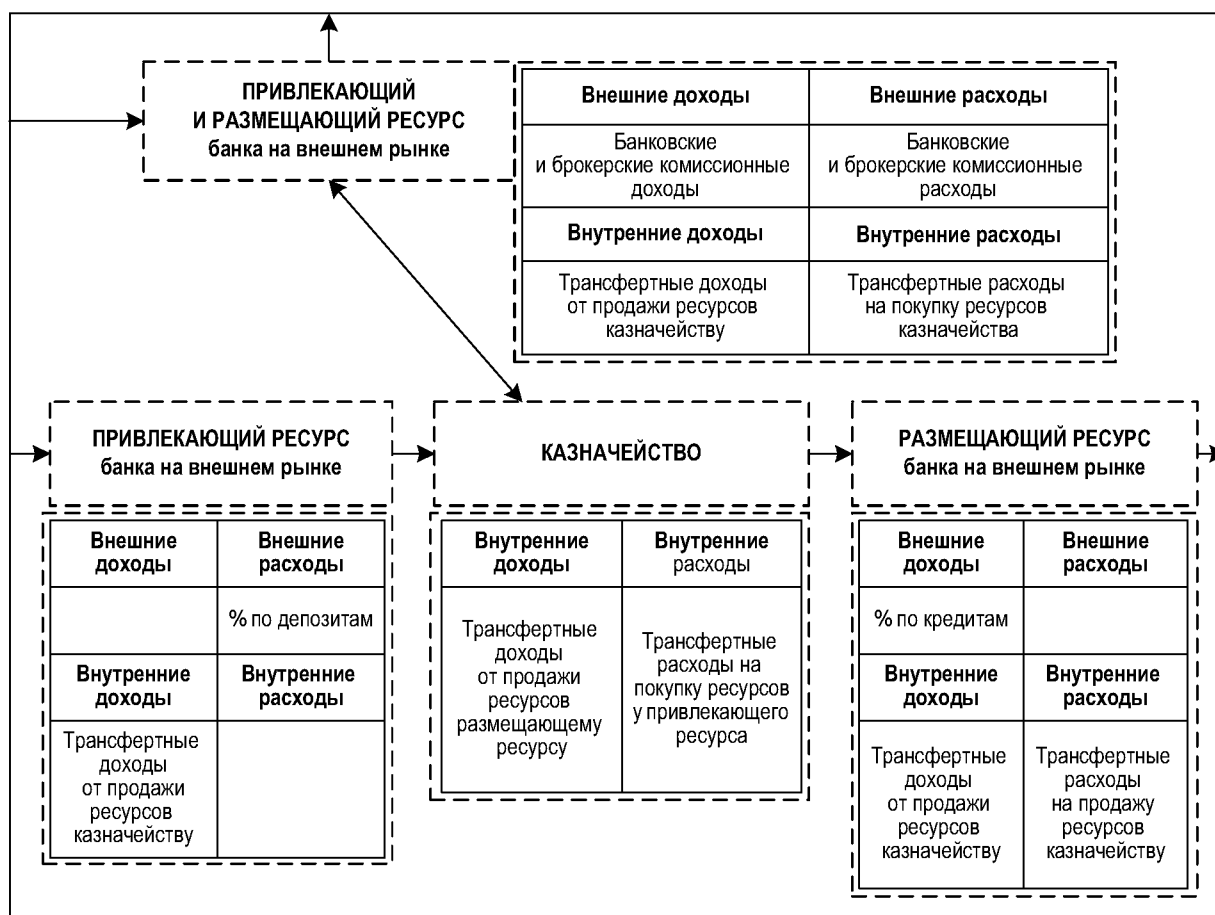 ПРИВЛЕКАЮЩИЙ
И РАЗМЕЩАЮЩИЙ РЕСУРС
банка на внешнем рынке
Внешние доходы
Внешние расходы
Банковские
и брокерские комиссионные
доходы
Банковские
и брокерские комиссионные
расходы
Внутренние доходы
Внутренние расходы
Трансфертные доходы
от продажи ресурсов
казначейству
Трансфертные расходы
на покупку ресурсов
казначейства
ПРИВЛЕКАЮЩИЙ РЕСУРС
банка на внешнем рынке
Внешние
доходы
Внешние
расходы
% по депозитам
Внутренние
доходы
Внутренние
расходы
Трансфертные
доходы
от продажи
ресурсов
казначейству
КАЗНАЧЕЙСТВО
Внутренние
доходы
Внутренние
расходы
Трансфертные
доходы
от продажи
ресурсов
размещающему
ресурсу
Трансфертные
расходы на
покупку ресурсов
у привлекающего
ресурса
РАЗМЕЩАЮЩИЙ РЕСУРС
банка на внешнем рынке
Внешние
доходы
Внешние
расходы
% по кредитам
Внутренние
доходы
Внутренние
расходы
Трансфертные
доходы
от продажи
ресурсов
казначейству
Трансфертные
расходы
на продажу
ресурсов
казначейству